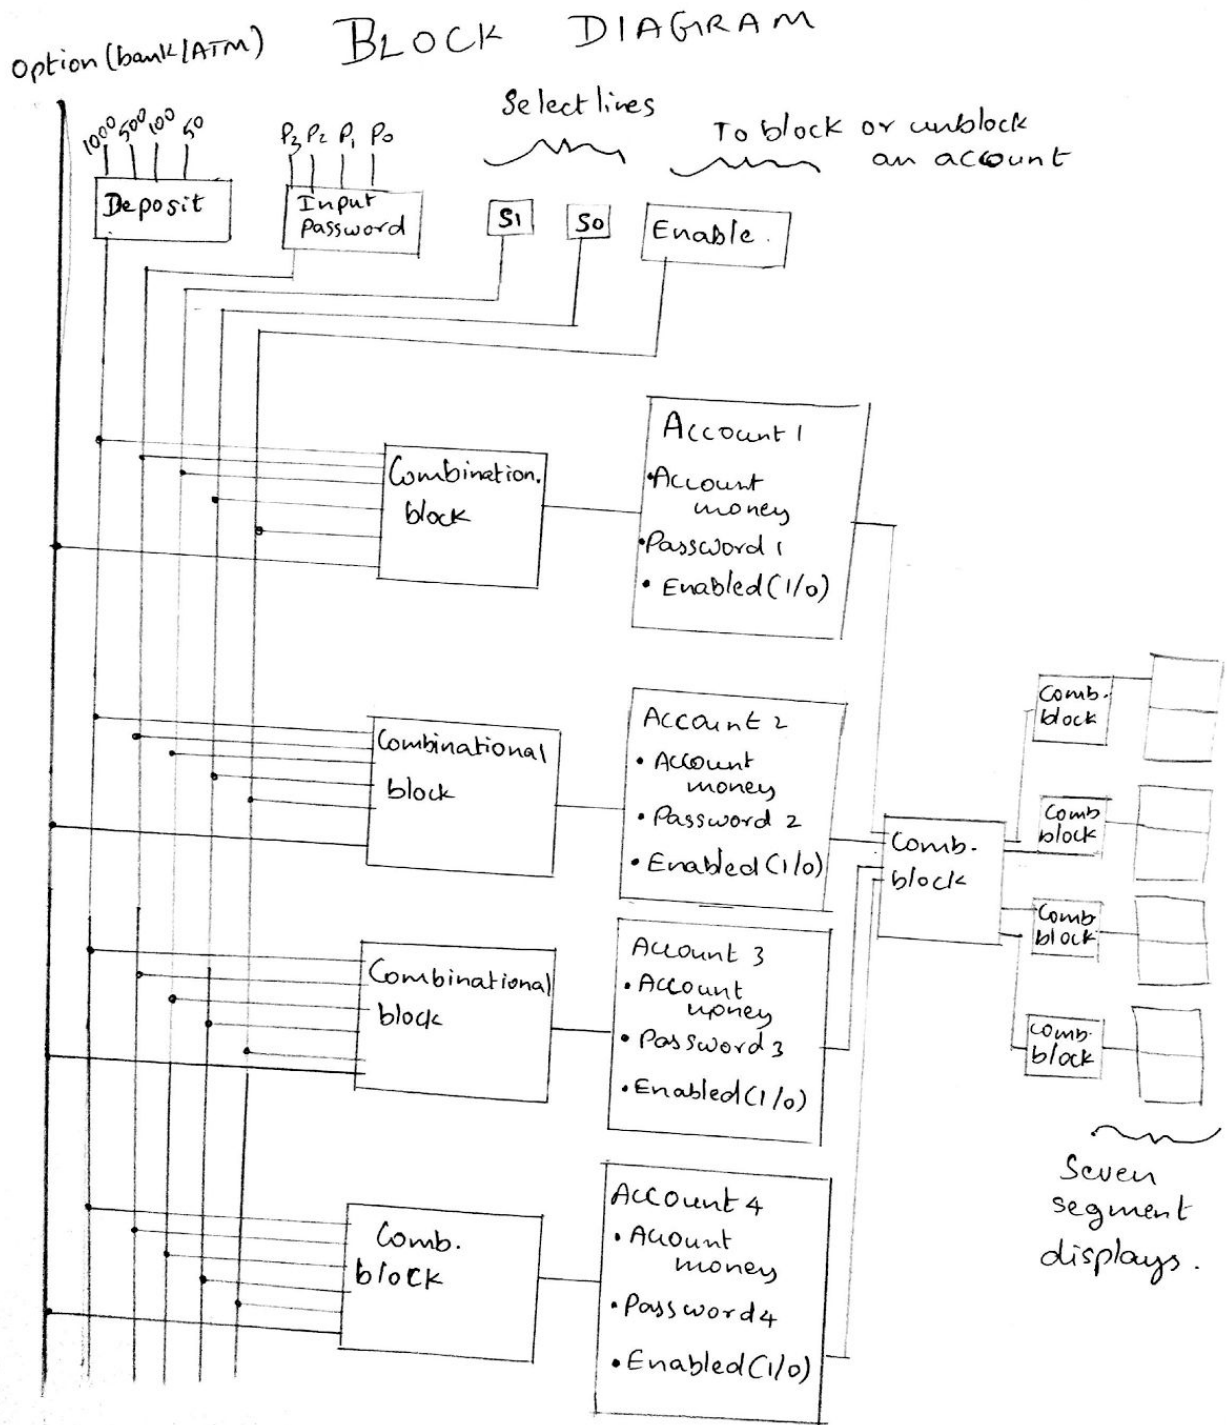 BLOCK DIAGRAM
Option (bank/ATM)
Select lines
To block or unblock
an account
1000 500 100 50
P3 P2 P1 P0
Deposit
Input
Password
S1
S0
Enable.
Combination.
block
Account 1
•Account
money
•Password 1
• Enabled (1/0)
Combinational
block
Account 2
• Account
money
• Password 2
• Enabled (1/0)
Combinational
block
Account 3
• Account
money
• Password 3
• Enabled (1/0)
Comb.
block
Account 4
• Account
money
• Password 4
• Enabled (1/0)
Comb.
block
Comb.
block
Comb
block
Comb
block
Comb.
block
Seven
segment
displays.